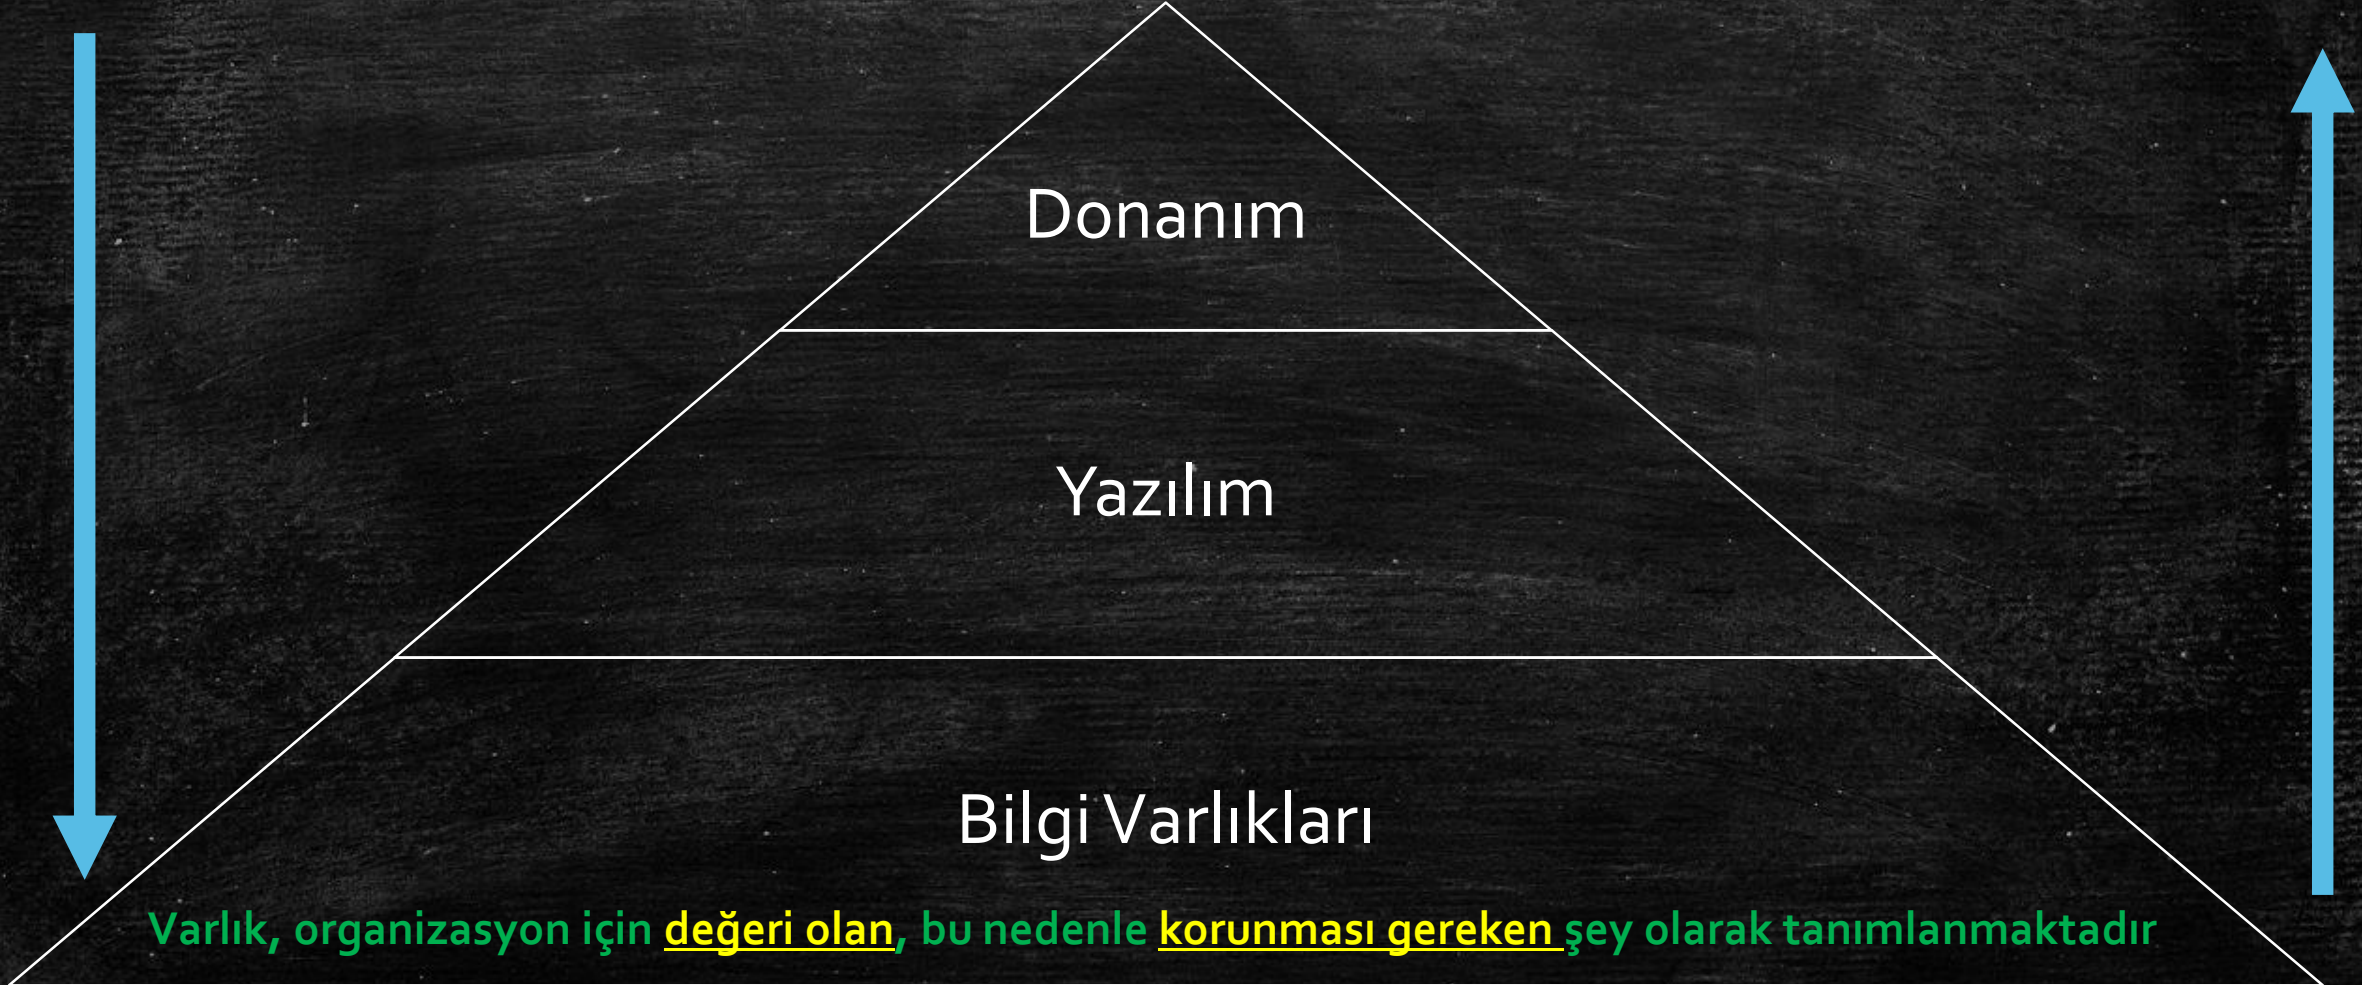 Donanım
Yazılım
Bilgi Varlıkları
Varlık, organizasyon için değeri olan, bu nedenle korunması gereken şey olarak tanımlanmaktadır